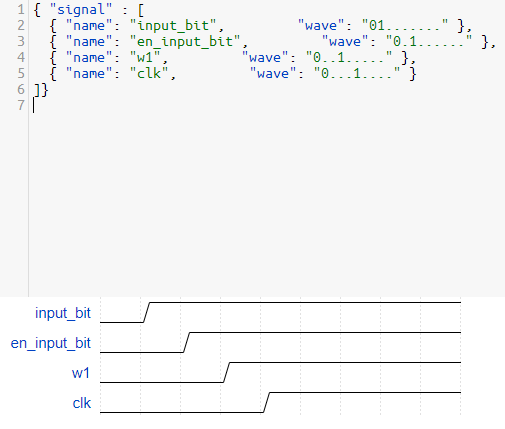 1 { "signal" : [
2 { "name": "input_bit", "wave": "01......." },
3 { "name": "en_input_bit", "wave": "0.1......" },
4 { "name": "w1", "wave": "0..1....." },
5 { "name": "clk", "wave": "0...1...." }
6 ]}
7
input_bit
en_input_bit
w1
clk